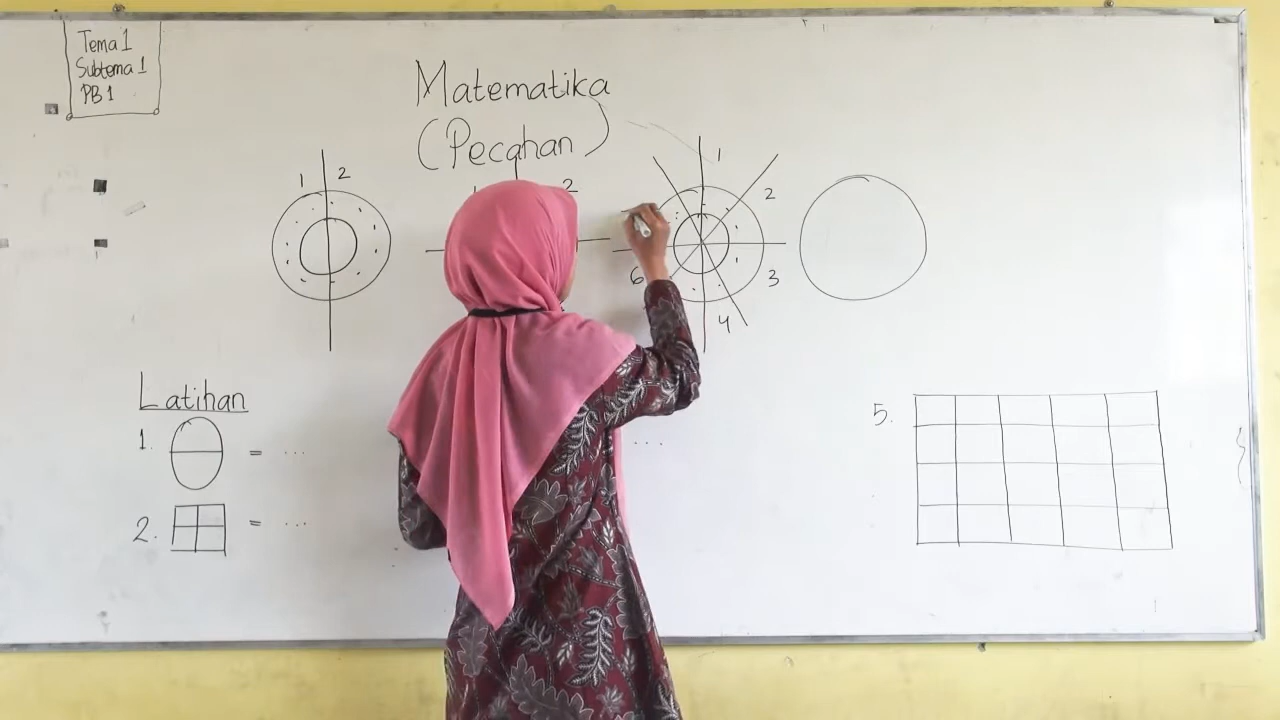 Tema 1
Subtema 1
PB 1
Matematika
(Pecahan)
1 2
2
1
2
3
4
6
Latihan
1. = ...
2. = ...
...
5.